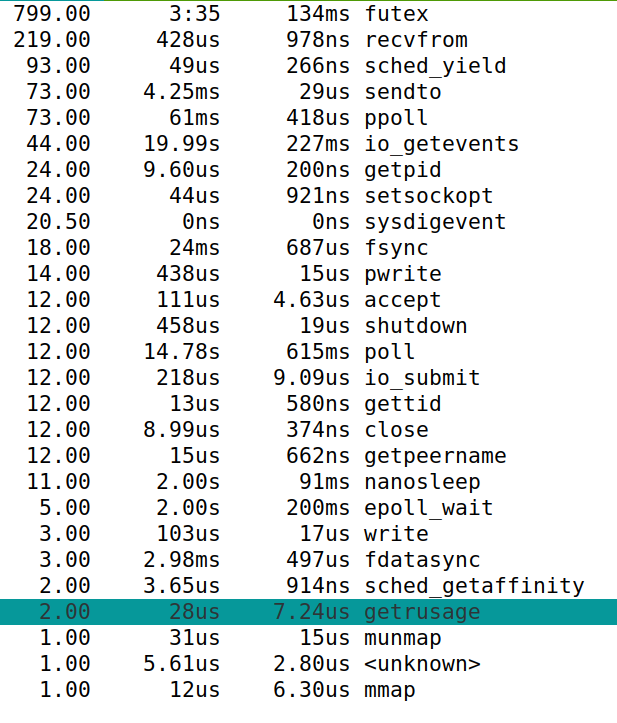 799.00 3:35 134ms futex
219.00 428us 978ns recvfrom
93.00 49us 266ns sched_yield
73.00 4.25ms 29us sendto
73.00 61ms 418us ppoll
44.00 19.99s 227ms io_getevents
24.00 9.60us 200ns getpid
24.00 44us 921ns setsockopt
20.50 0ns 0ns sysdigevent
18.00 24ms 687us fsync
14.00 438us 15us pwrite
12.00 111us 4.63us accept
12.00 458us 19us shutdown
12.00 14.78s 615ms poll
12.00 218us 9.09us io_submit
12.00 13us 580ns gettid
12.00 8.99us 374ns close
12.00 15us 662ns getpeername
11.00 2.00s 91ms nanosleep
5.00 2.00s 200ms epoll_wait
3.00 103us 17us write
3.00 2.98ms 497us fdatasync
2.00 3.65us 914ns sched_getaffinity
2.00 28us 7.24us getrusage
1.00 31us 15us munmap
1.00 5.61us 2.80us <unknown>
1.00 12us 6.30us mmap